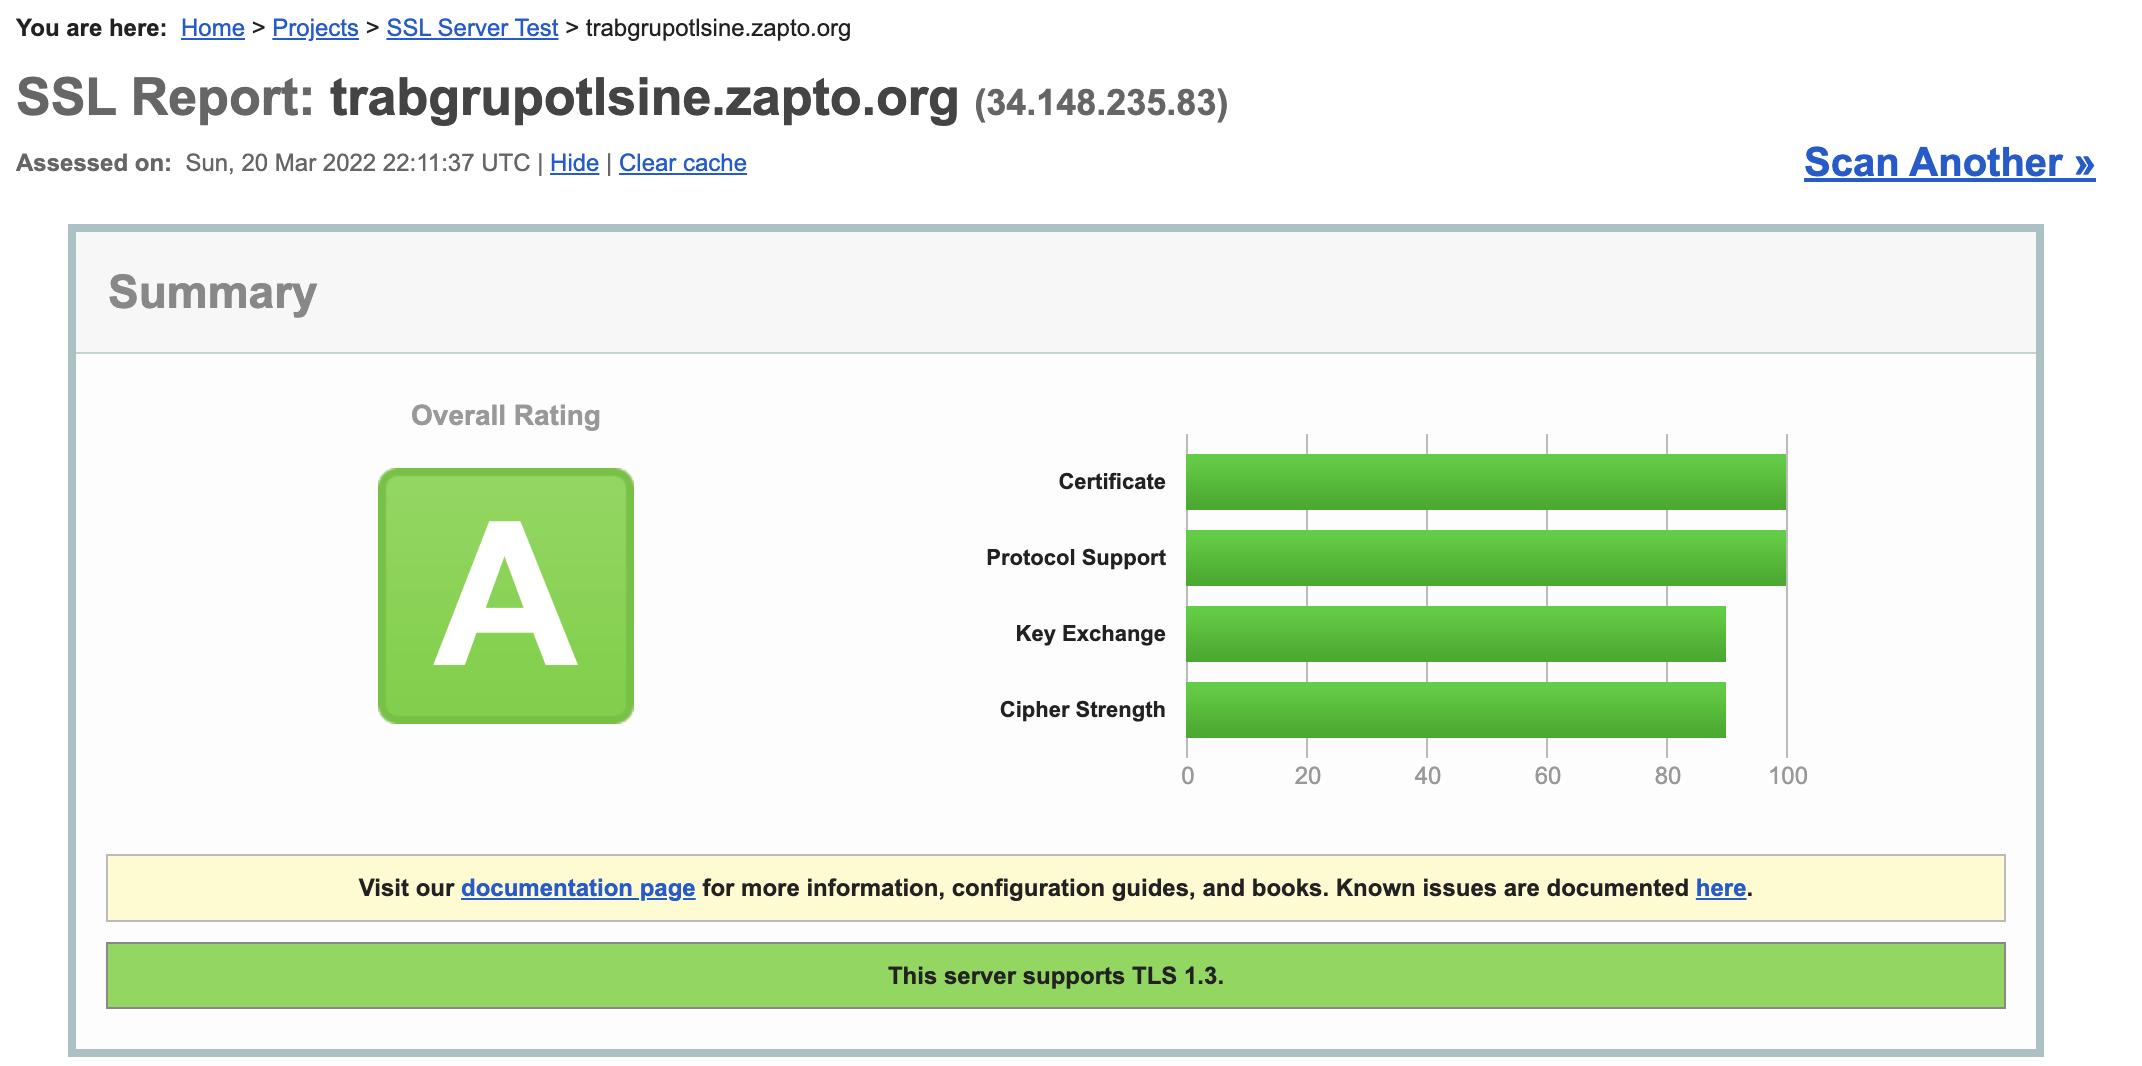 You are here: Home > Projects > SSL Server Test > trabgrupotlsine.zapto.org
SSL Report: trabgrupotlsine.zapto.org (34.148.235.83)
Assessed on: Sun, 20 Mar 2022 22:11:37 UTC | Hide | Clear cache
Scan Another »
Summary
Overall Rating
A
Certificate
Protocol Support
Key Exchange
Cipher Strength
0 20 40 60 80 100
Visit our documentation page for more information, configuration guides, and books. Known issues are documented here.
This server supports TLS 1.3.